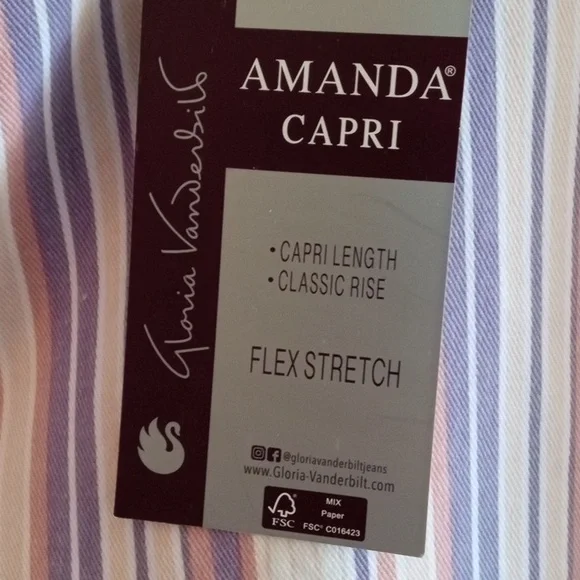 AMANDA®
CAPRI
Gloria Vanderbilt
• CAPRI LENGTH
• CLASSIC RISE
FLEX STRETCH
@gloriavanderbiltjeans
www.Gloria-Vanderbilt.com
FSC
MIX
Paper
FSC® C016423